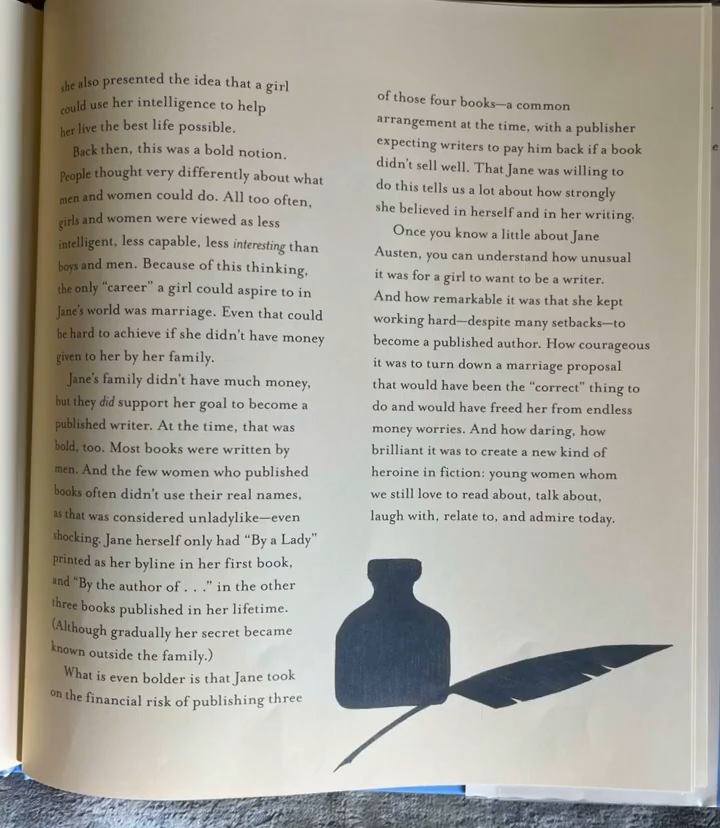 she also presented the idea that a girl
could use her intelligence to help
her live the best life possible.
Back then, this was a bold notion.
People thought very differently about what
men and women could do. All too often,
girls and women were viewed as less
intelligent, less capable, less interesting than
boys and men. Because of this thinking,
the only “career” a girl could aspire to in
Jane’s world was marriage. Even that could
be hard to achieve if she didn’t have money
given to her by her family.
Jane’s family didn’t have much money,
but they did support her goal to become a
published writer. At the time, that was
bold, too. Most books were written by
men. And the few women who published
books often didn’t use their real names,
as that was considered unladylike—even
shocking. Jane herself only had “By a Lady”
printed as her byline in her first book,
and “By the author of . . .” in the other
three books published in her lifetime.
(Although gradually her secret became
known outside the family.)
What is even bolder is that Jane took
on the financial risk of publishing three
of those four books—a common
arrangement at the time, with a publisher
expecting writers to pay him back if a book
didn’t sell well. That Jane was willing to
do this tells us a lot about how strongly
she believed in herself and in her writing.
Once you know a little about Jane
Austen, you can understand how unusual
it was for a girl to want to be a writer.
And how remarkable it was that she kept
working hard—despite many setbacks—to
become a published author. How courageous
it was to turn down a marriage proposal
that would have been the “correct” thing to
do and would have freed her from endless
money worries. And how daring, how
brilliant it was to create a new kind of
heroine in fiction: young women whom
we still love to read about, talk about,
laugh with, relate to, and admire today.